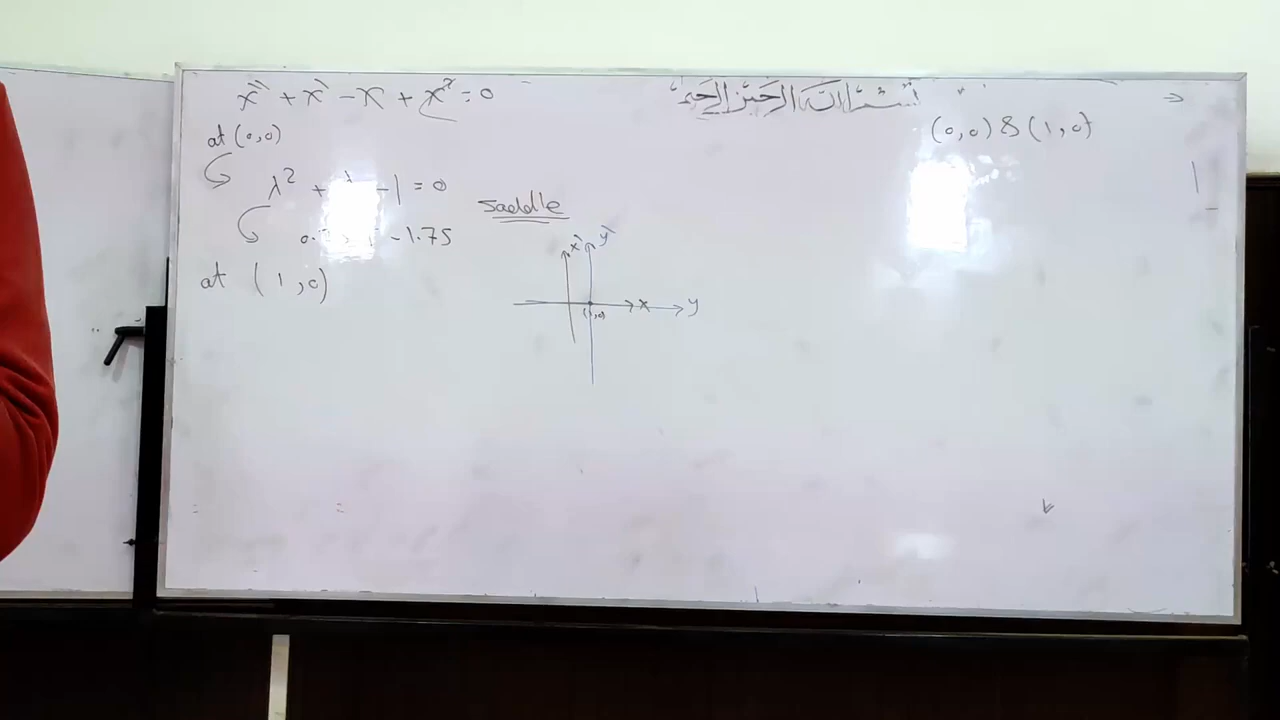 بسم الله الرحمن الرحيم
x'' + x' - x + x² = 0
(0,0) & (1,0)
at (0,0)
λ² + λ - 1 = 0
Saddle
- 1.75
at (1,0)
x' y'
x y
(1,0)